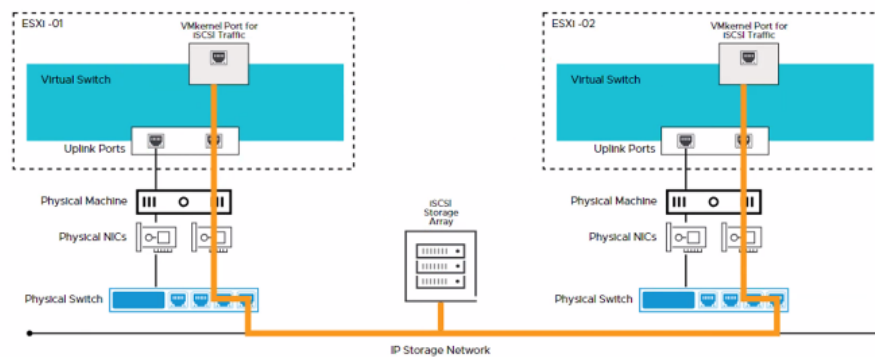 ESXI -01
VMkernel Port for
iSCSI Traffic
Virtual Switch
Uplink Ports
Physical Machine
Physical NICs
Physical Switch
iSCSI
Storage
Array
ESXI -02
VMkernel Port for
iSCSI Traffic
Virtual Switch
Uplink Ports
Physical Machine
Physical NICs
Physical Switch
IP Storage Network